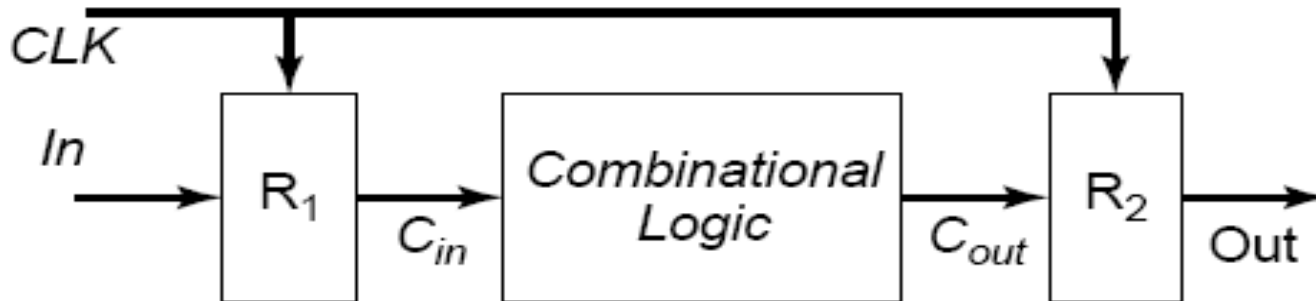 CLK
In
R1
Cin
Combinational
Logic
Cout
R2
Out